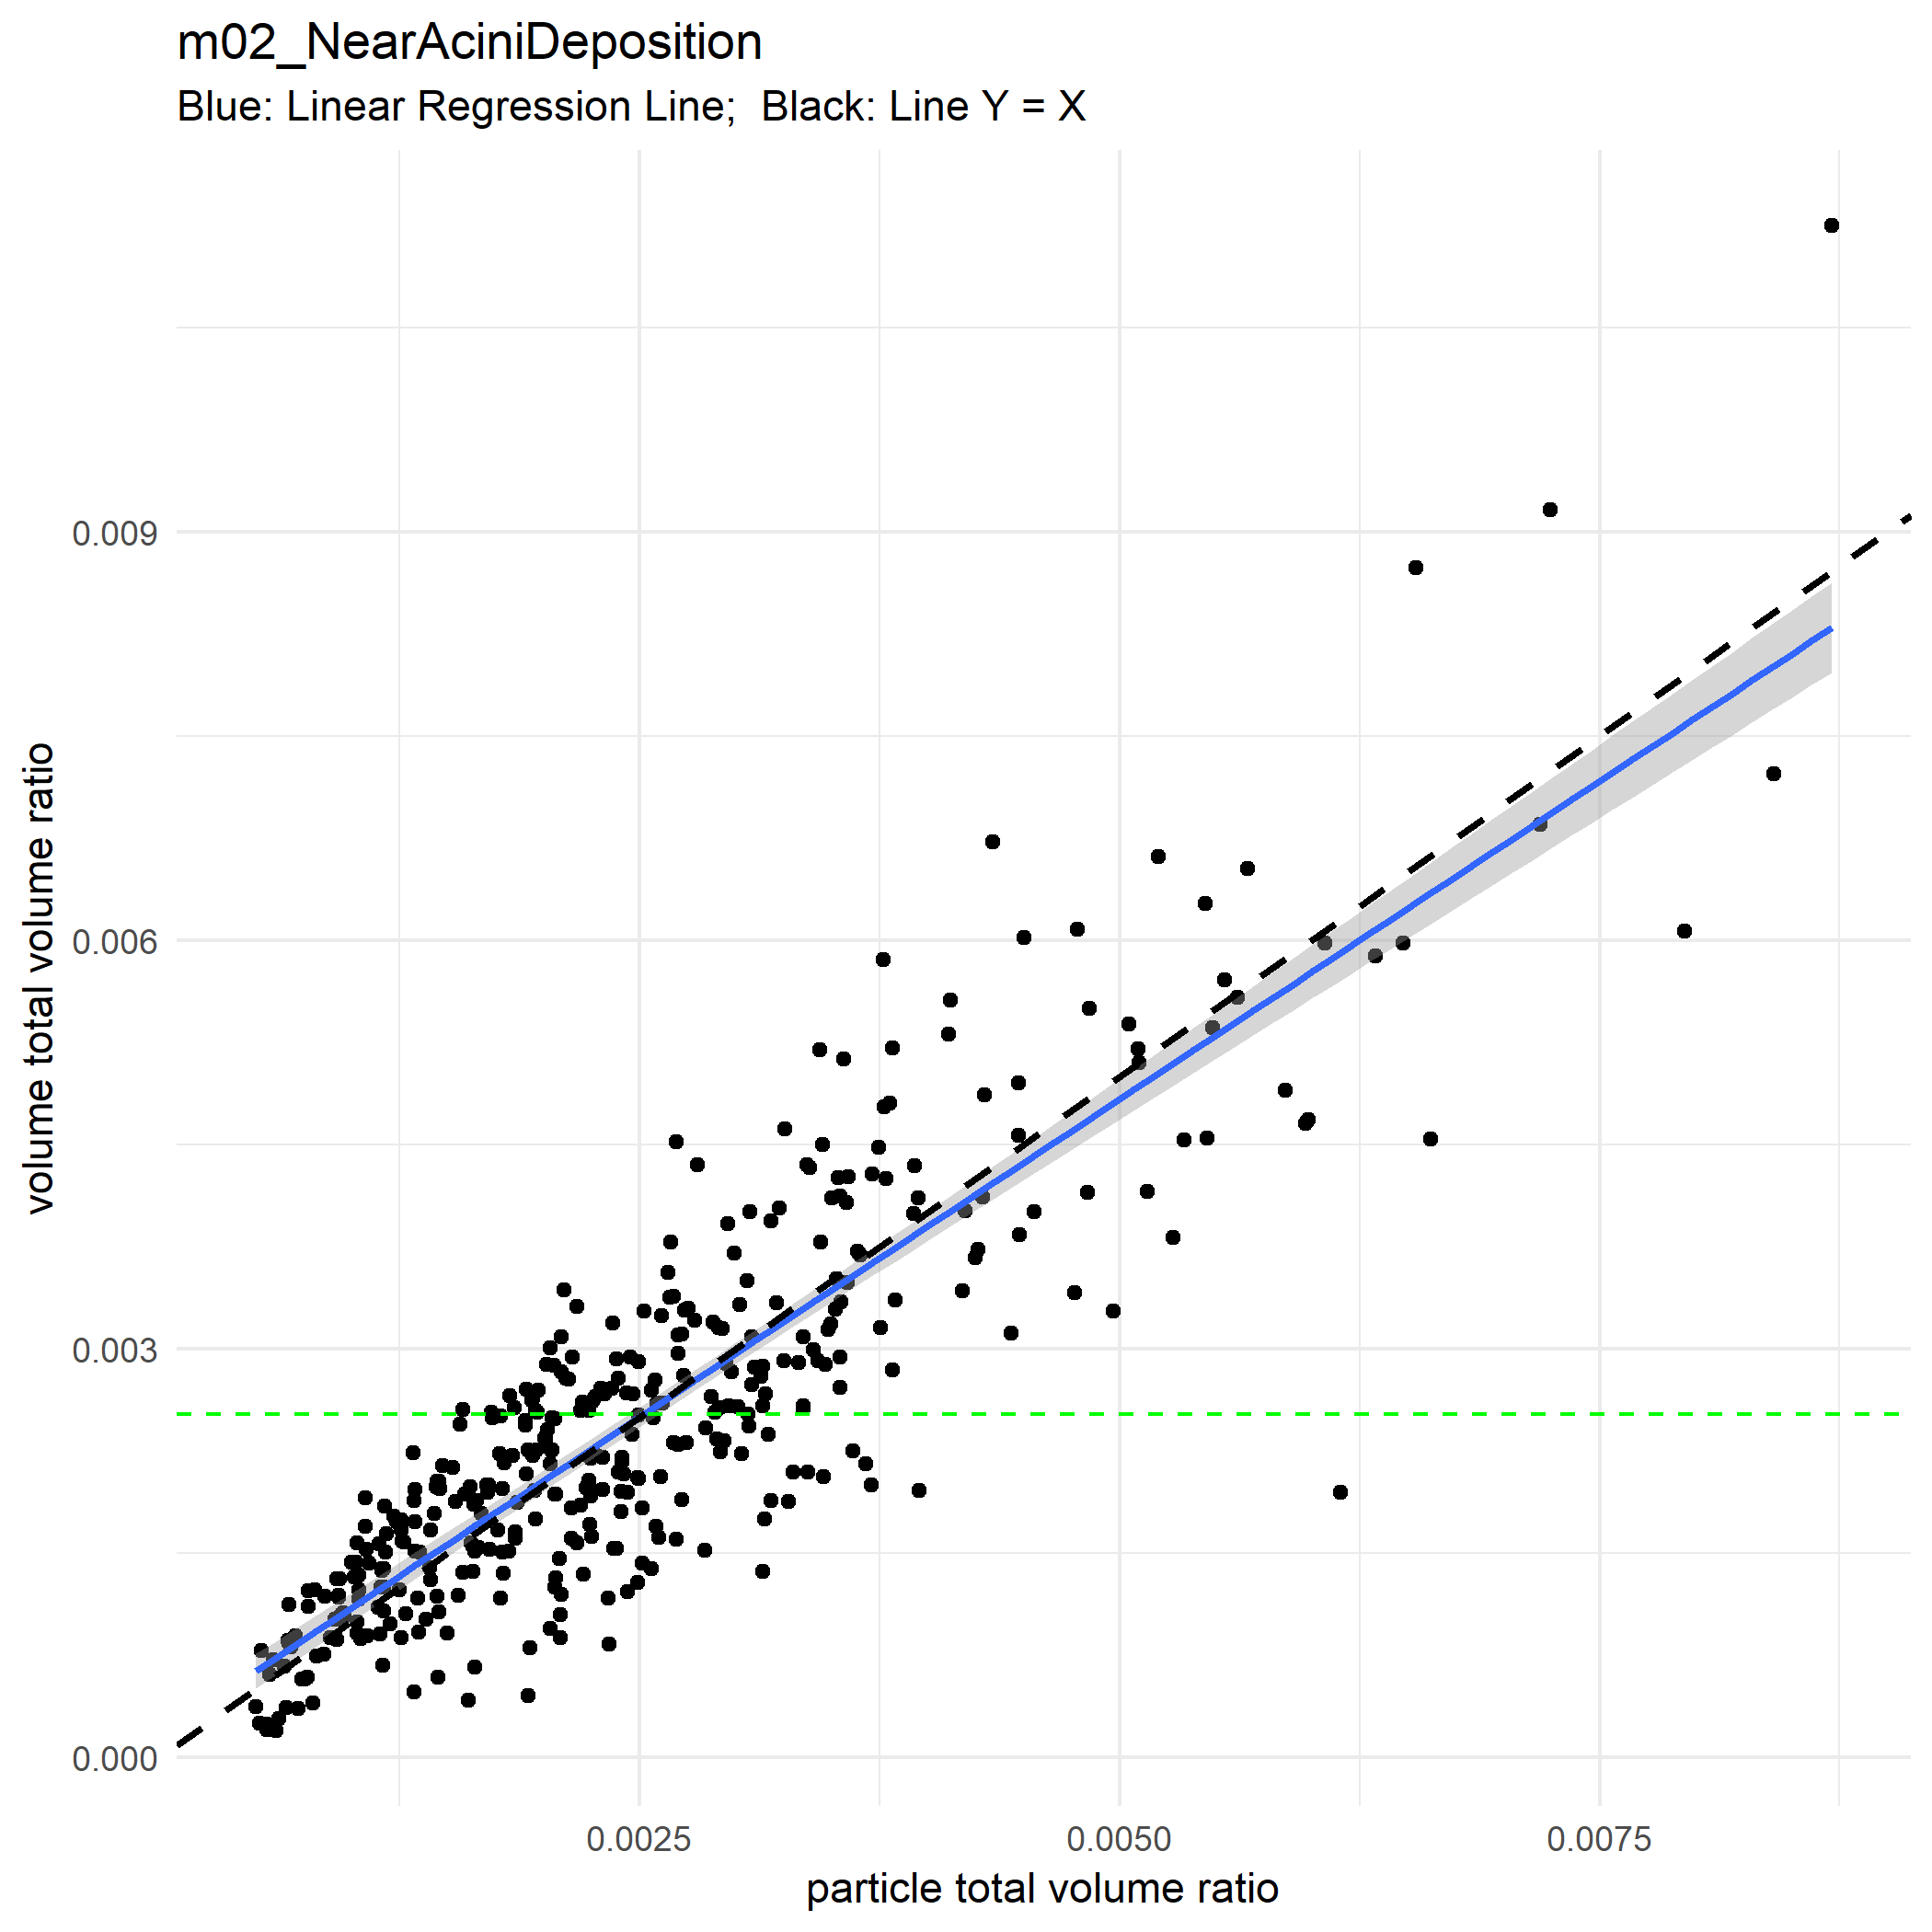 m02_NearAciniDeposition
Blue: Linear Regression Line;  Black: Line Y = X
volume total volume ratio
0.009
0.006
0.003
0.000
0.0025
0.0050
0.0075
particle total volume ratio